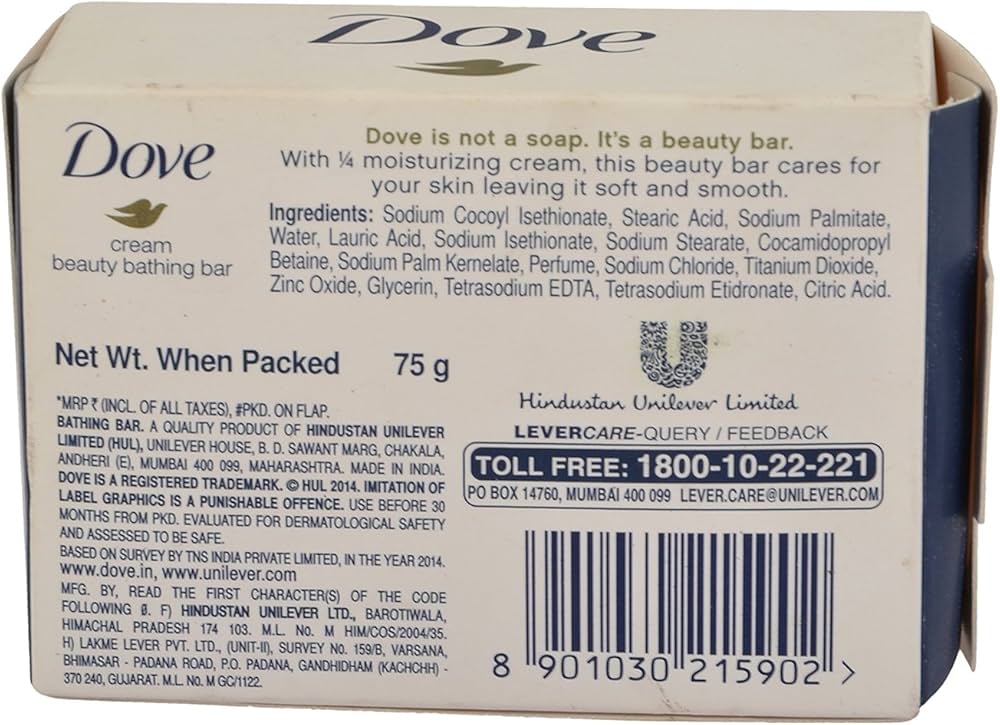 Dove
Dove
cream
beauty bathing bar
Dove is not a soap. It's a beauty bar.
With ¼ moisturizing cream, this beauty bar cares for
your skin leaving it soft and smooth.
Ingredients: Sodium Cocoyl Isethionate, Stearic Acid, Sodium Palmitate,
Water, Lauric Acid, Sodium Isethionate, Sodium Stearate, Cocamidopropyl
Betaine, Sodium Palm Kernelate, Perfume, Sodium Chloride, Titanium Dioxide,
Zinc Oxide, Glycerin, Tetrasodium EDTA, Tetrasodium Etidronate, Citric Acid.
Net Wt. When Packed 75 g
*MRP ₹ (INCL. OF ALL TAXES), #PKD. ON FLAP.
BATHING BAR. A QUALITY PRODUCT OF HINDUSTAN UNILEVER
LIMITED (HUL), UNILEVER HOUSE, B. D. SAWANT MARG, CHAKALA,
ANDHERI (E), MUMBAI 400 099, MAHARASHTRA. MADE IN INDIA.
DOVE IS A REGISTERED TRADEMARK. © HUL 2014. IMITATION OF
LABEL GRAPHICS IS A PUNISHABLE OFFENCE. USE BEFORE 30
MONTHS FROM PKD. EVALUATED FOR DERMATOLOGICAL SAFETY
AND ASSESSED TO BE SAFE.
BASED ON SURVEY BY TNS INDIA PRIVATE LIMITED, IN THE YEAR 2014.
www.dove.in, www.unilever.com
MFG. BY, READ THE FIRST CHARACTER(S) OF THE CODE
FOLLOWING Ø. F) HINDUSTAN UNILEVER LTD., BAROTIWALA,
HIMACHAL PRADESH 174 103. M.L. No. M HIM/COS/2004/35.
H) LAKME LEVER PVT. LTD., (UNIT-II), SURVEY No. 159/B, VARSANA,
BHIMASAR - PADANA ROAD, P.O. PADANA, GANDHIDHAM (KACHCHH) -
370 240, GUJARAT. M.L. No. M GC/1122.
Hindustan Unilever Limited
LEVERCARE-QUERY / FEEDBACK
TOLL FREE: 1800-10-22-221
PO BOX 14760, MUMBAI 400 099 LEVER.CARE@UNILEVER.COM
8 901030 215902 >